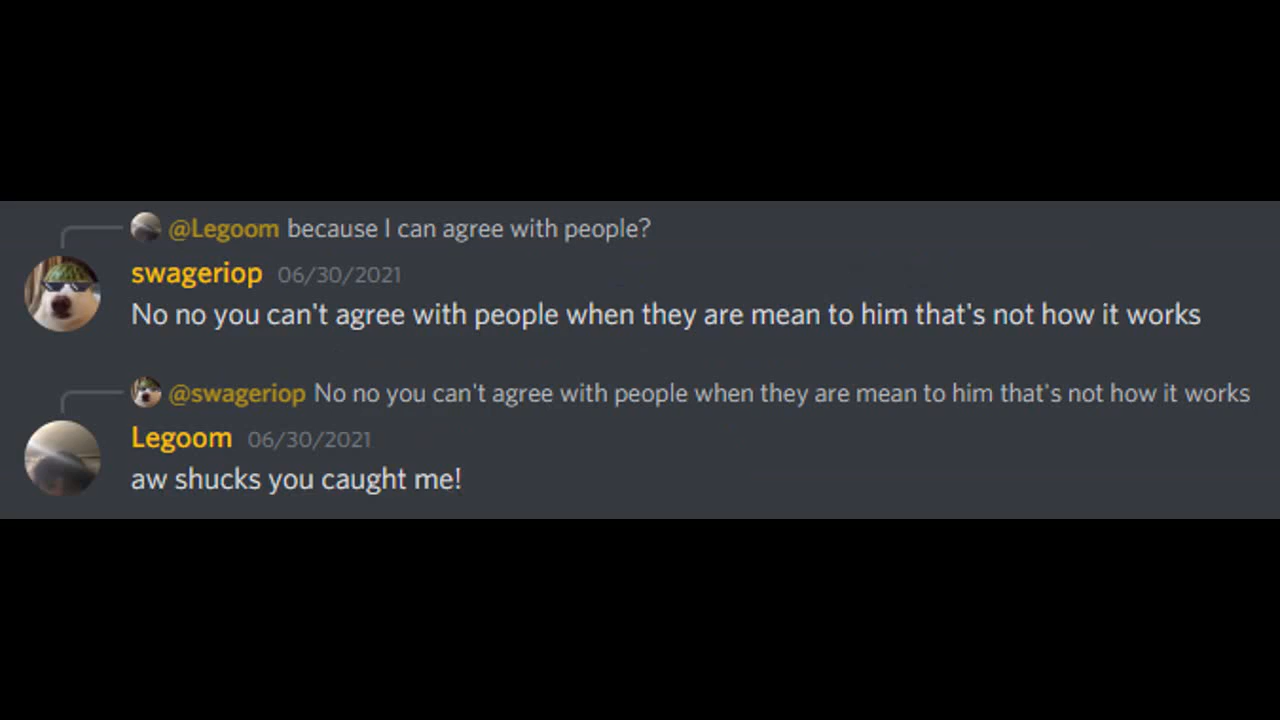 @Legoom because I can agree with people?
swageriop 06/30/2021
No no you can't agree with people when they are mean to him that's not how it works
@swageriop No no you can't agree with people when they are mean to him that's not how it works
Legoom 06/30/2021
aw shucks you caught me!